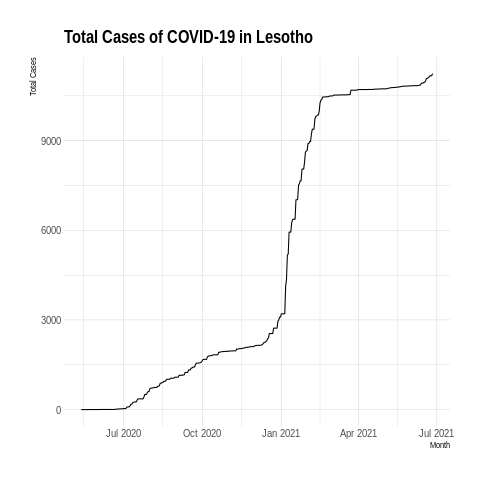 Total Cases of COVID-19 in Lesotho
Total Cases
9000
6000
3000
0
Jul 2020 Oct 2020 Jan 2021 Apr 2021 Jul 2021
Month